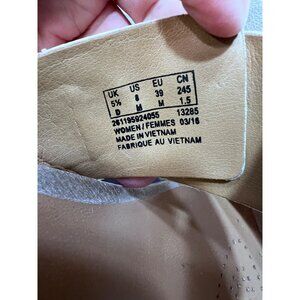 UK US EU CN
5½ 8 39 245
D M M 1.5
261195924055 13285
WOMEN/FEMMES 03/16
MADE IN VIETNAM
FABRIQUE AU VIETNAM